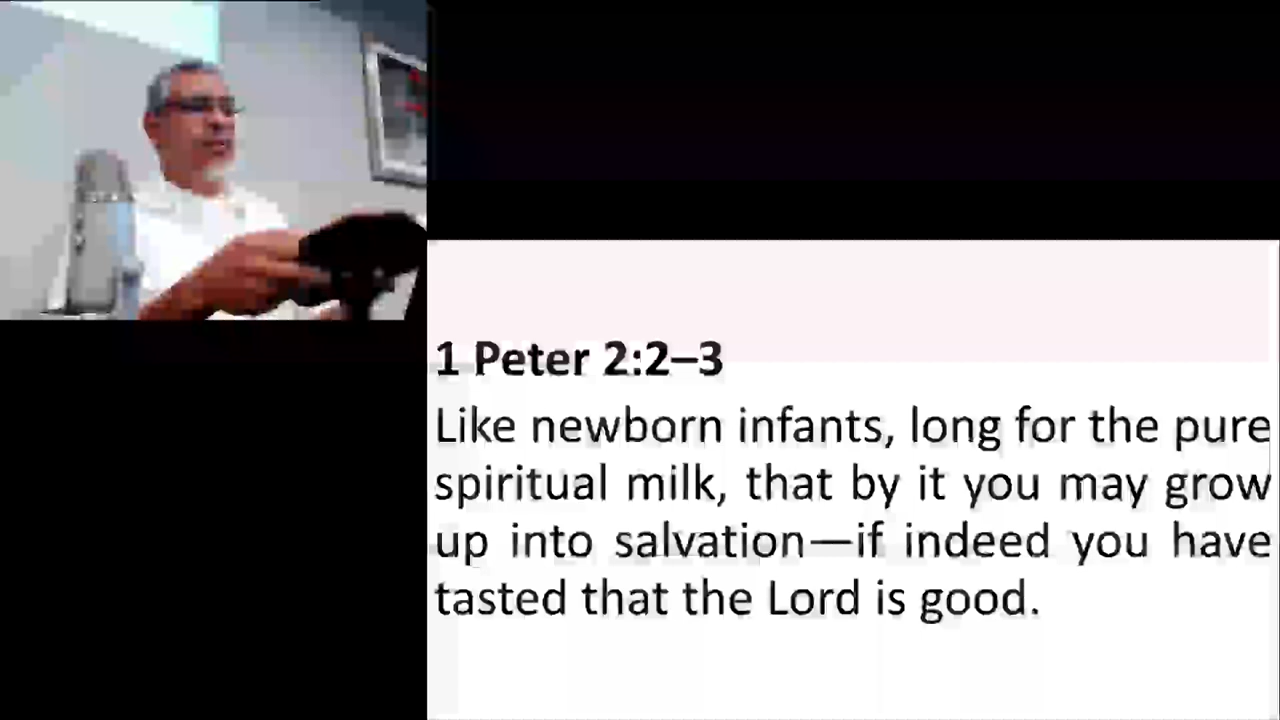 1 Peter 2:2–3
Like newborn infants, long for the pure
spiritual milk, that by it you may grow
up into salvation—if indeed you have
tasted that the Lord is good.